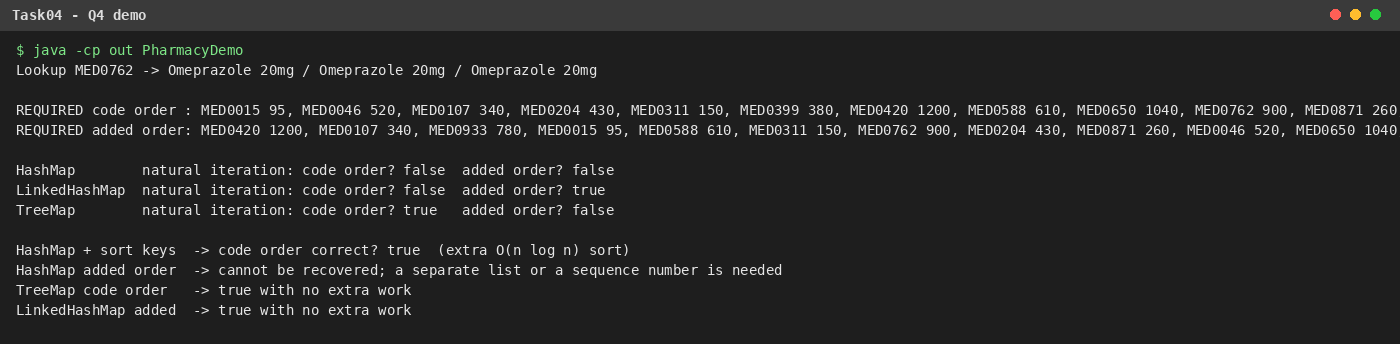 Task04 - Q4 demo
$ java -cp out PharmacyDemo
Lookup MED0762 -> Omeprazole 20mg / Omeprazole 20mg / Omeprazole 20mg
REQUIRED code order : MED0015 95, MED0046 520, MED0107 340, MED0204 430, MED0311 150, MED0399 380, MED0420 1200, MED0588 610, MED0650 1040, MED0762 900, MED0871 260
REQUIRED added order: MED0420 1200, MED0107 340, MED0933 780, MED0015 95, MED0588 610, MED0311 150, MED0762 900, MED0204 430, MED0871 260, MED0046 520, MED0650 1040
HashMap        natural iteration: code order? false  added order? false
LinkedHashMap  natural iteration: code order? false  added order? true
TreeMap        natural iteration: code order? true   added order? false
HashMap + sort keys  -> code order correct? true  (extra O(n log n) sort)
HashMap added order  -> cannot be recovered; a separate list or a sequence number is needed
TreeMap code order   -> true with no extra work
LinkedHashMap added  -> true with no extra work